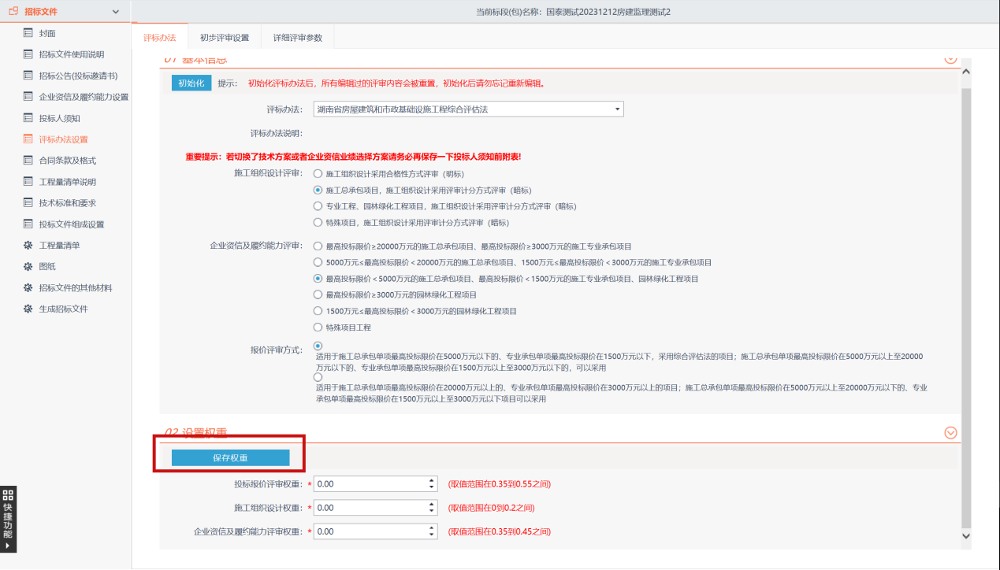 招标文件
当前标段(包)名称：国泰测试20231212房建监理测试2
封面
招标文件使用说明
招标公告(投标邀请书)
企业资信及履约能力设置
投标人须知
评标办法设置
合同条款及格式
工程量清单说明
技术标准和要求
投标文件组成设置
工程量清单
图纸
招标文件的其他材料
生成招标文件
快捷功能
评标办法 初步评审设置 详细评审参数
01 基本信息
初始化 提示： 初始化评标办法后，所有编辑过的评审内容会被重置，初始化后请勿忘记重新编辑。
评标办法： 湖南省房屋建筑和市政基础设施工程综合评估法
评标办法说明：
重要提示：若切换了技术方案或者企业资信业绩选择方案请务必再保存一下投标人须知前附表!
施工组织设计评审： 施工组织设计采用合格性方式评审（明标）
施工总承包项目，施工组织设计采用评审计分方式评审（暗标）
专业工程、园林绿化工程项目，施工组织设计采用评审计分方式评审（暗标）
特殊项目，施工组织设计采用评审计分方式评审（暗标）
企业资信及履约能力评审： 最高投标限价≥20000万元的施工总承包项目、最高投标限价≥3000万元的施工专业承包项目
5000万元≤最高投标限价＜20000万元的施工总承包项目、1500万元≤最高投标限价＜3000万元的施工专业承包项目
最高投标限价＜5000万元的施工总承包项目、最高投标限价＜1500万元的施工专业承包项目、园林绿化工程项目
最高投标限价≥3000万元的园林绿化工程项目
1500万元≤最高投标限价＜3000万元的园林绿化工程项目
特殊项目工程
报价评审方式：
适用于施工总承包单项最高投标限价在5000万元以下的、专业承包单项最高投标限价在1500万元以下，采用综合评估法的项目；施工总承包单项最高投标限价在5000万元以上至20000
万元以下的、专业承包单项最高投标限价在1500万元以上至3000万元以下的，可以采用
适用于施工总承包单项最高投标限价在20000万元以上的、专业承包单项最高投标限价在3000万元以上的项目；施工总承包单项最高投标限价在5000万元以上至20000万元以下的、专业
承包单项最高投标限价在1500万元以上至3000万元以下项目可以采用
02 设置权重
保存权重
投标报价评审权重：* 0.00 (取值范围在0.35到0.55之间)
施工组织设计权重：* 0.00 (取值范围在0到0.2之间)
企业资信及履约能力评审权重：* 0.00 (取值范围在0.35到0.45之间)